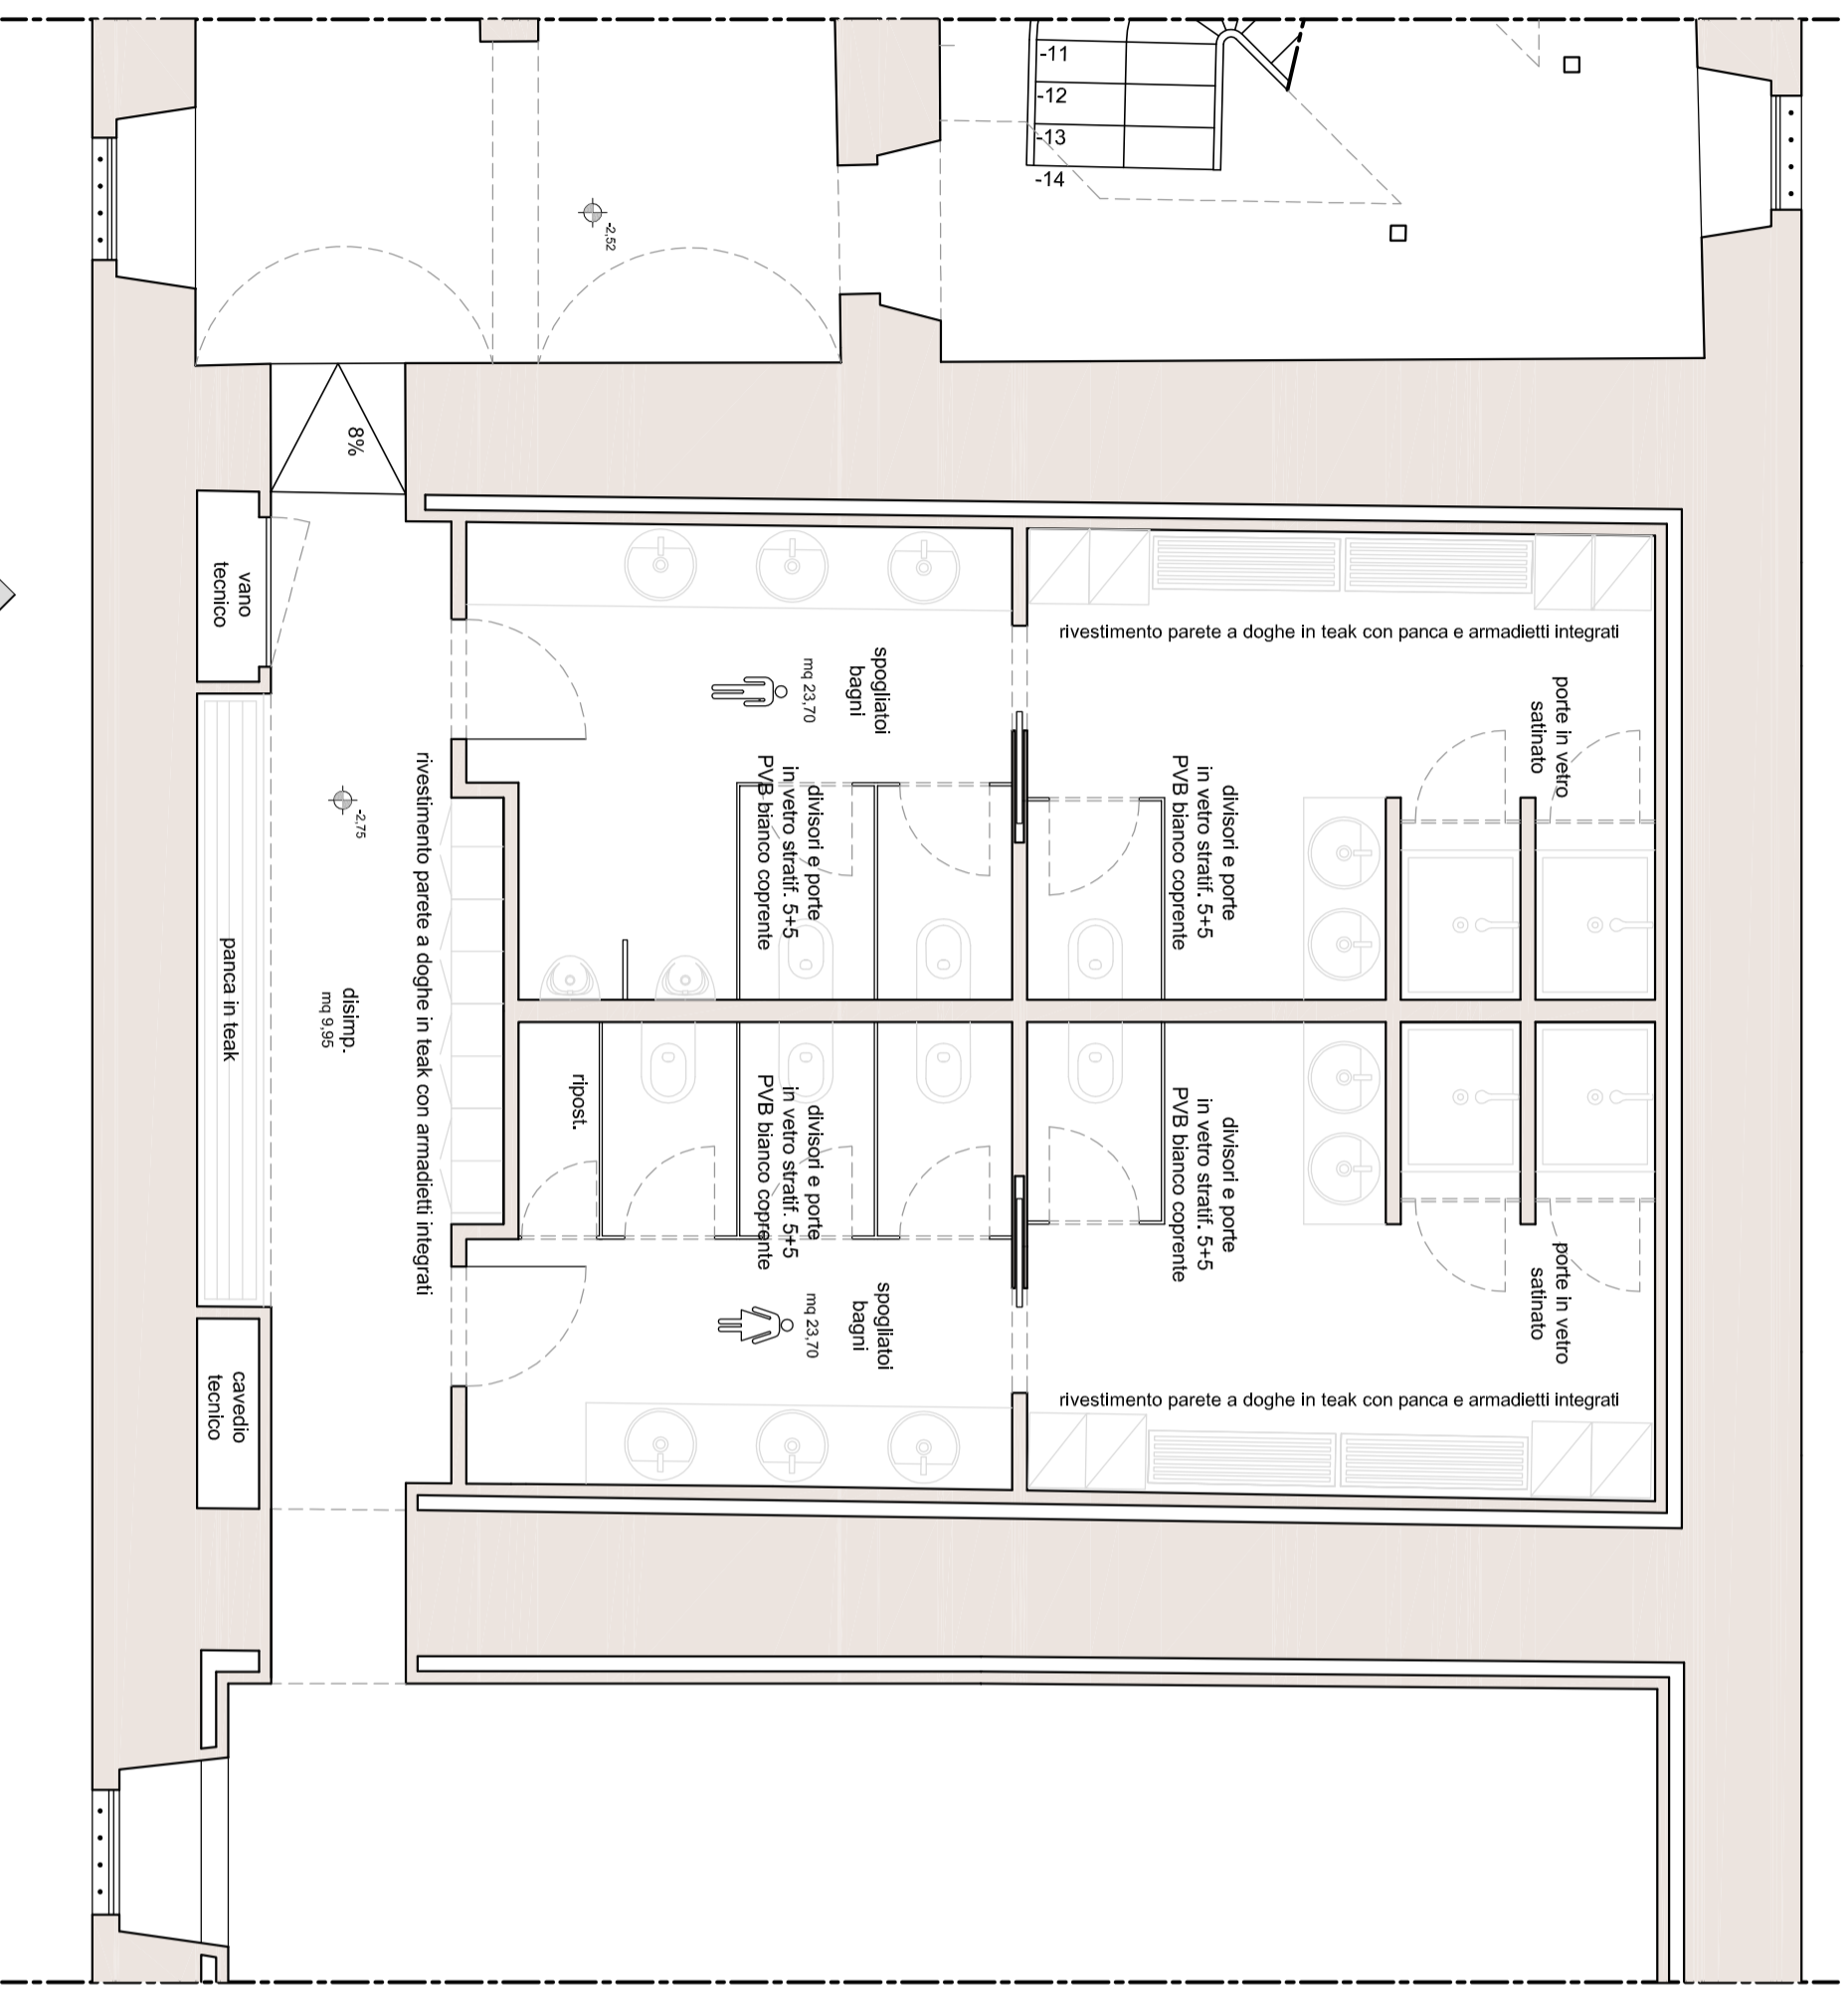 -11
-12
-13
-14
-2,52
8%
vano
tecnico
rivestimento parete a doghe in teak con panca e armadietti integrati
spogliatoi
bagni
mq 23,70
porte in vetro
satinato
divisori e porte
in vetro stratif. 5+5
PVB bianco coprente
divisori e porte
in vetro stratif. 5+5
PVB bianco coprente
-2,75
rivestimento parete a doghe in teak con armadietti integrati
panca in teak
disimp.
mq 9,95
ripost.
divisori e porte
in vetro stratif. 5+5
PVB bianco coprente
divisori e porte
in vetro stratif. 5+5
PVB bianco coprente
porte in vetro
satinato
spogliatoi
bagni
mq 23,70
rivestimento parete a doghe in teak con panca e armadietti integrati
cavedio
tecnico